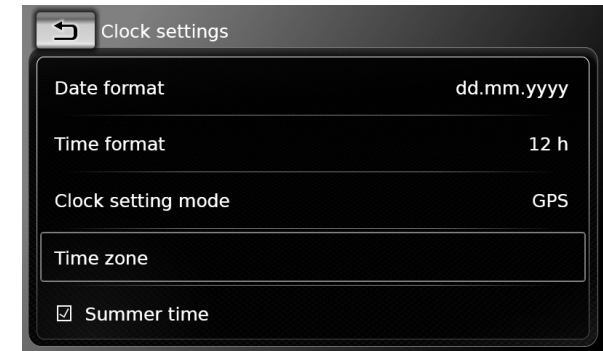 Clock settings
Date format dd.mm.yyyy
Time format 12 h
Clock setting mode GPS
Time zone
Summer time